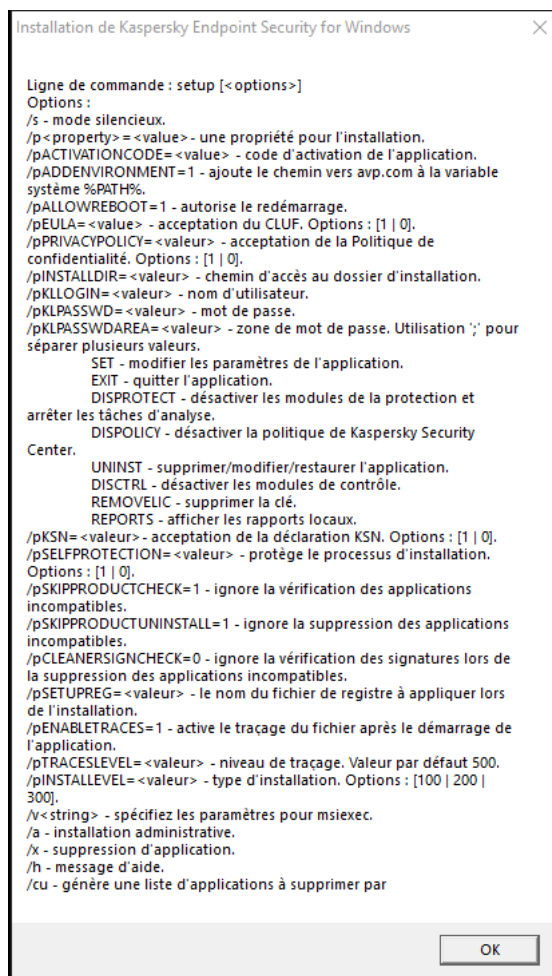 Installation de Kaspersky Endpoint Security for Windows
Ligne de commande : setup [<options>]
Options :
/s - mode silencieux.
/p<property>=<value>- une propriété pour l'installation.
/pACTIVATIONCODE=<value> - code d'activation de l'application.
/pADDENVIRONMENT=1 - ajoute le chemin vers avp.com à la variable
système %PATH%.
/pALLOWREBOOT=1 - autorise le redémarrage.
/pEULA=<value> - acceptation du CLUF. Options : [1 | 0].
/pPRIVACYPOLICY=<valeur> - acceptation de la Politique de
confidentialité. Options : [1 | 0].
/pINSTALLDIR=<valeur> - chemin d'accès au dossier d'installation.
/pKLLOGIN=<valeur> - nom d'utilisateur.
/pKLPASSWD=<valeur> - mot de passe.
/pKLPASSWDAREA=<valeur> - zone de mot de passe. Utilisation ';' pour
séparer plusieurs valeurs.
SET - modifier les paramètres de l'application.
EXIT - quitter l'application.
DISPROTECT - désactiver les modules de la protection et
arrêter les tâches d'analyse.
DISPOLICY - désactiver la politique de Kaspersky Security
Center.
UNINST - supprimer/modifier/restaurer l'application.
DISCTRL - désactiver les modules de contrôle.
REMOVELIC - supprimer la clé.
REPORTS - afficher les rapports locaux.
/pKSN=<valeur>- acceptation de la déclaration KSN. Options : [1 | 0].
/pSELFPROTECTION=<valeur> - protège le processus d'installation.
Options : [1 | 0].
/pSKIPPRODUCTCHECK=1 - ignore la vérification des applications
incompatibles.
/pSKIPPRODUCTUNINSTALL=1 - ignore la suppression des applications
incompatibles.
/pCLEANERSIGNCHECK=0 - ignore la vérification des signatures lors de
la suppression des applications incompatibles.
/pSETUPREG=<valeur> - le nom du fichier de registre à appliquer lors
de l'installation.
/pENABLETRACES=1 - active le traçage du fichier après le démarrage de
l'application.
/pTRACESLEVEL=<valeur> - niveau de traçage. Valeur par défaut 500.
/pINSTALLEVEL=<valeur> - type d'installation. Options : [100 | 200 |
300].
/v<string> - spécifiez les paramètres pour msiexec.
/a - installation administrative.
/x - suppression d'application.
/h - message d'aide.
/cu - génère une liste d'applications à supprimer par
OK